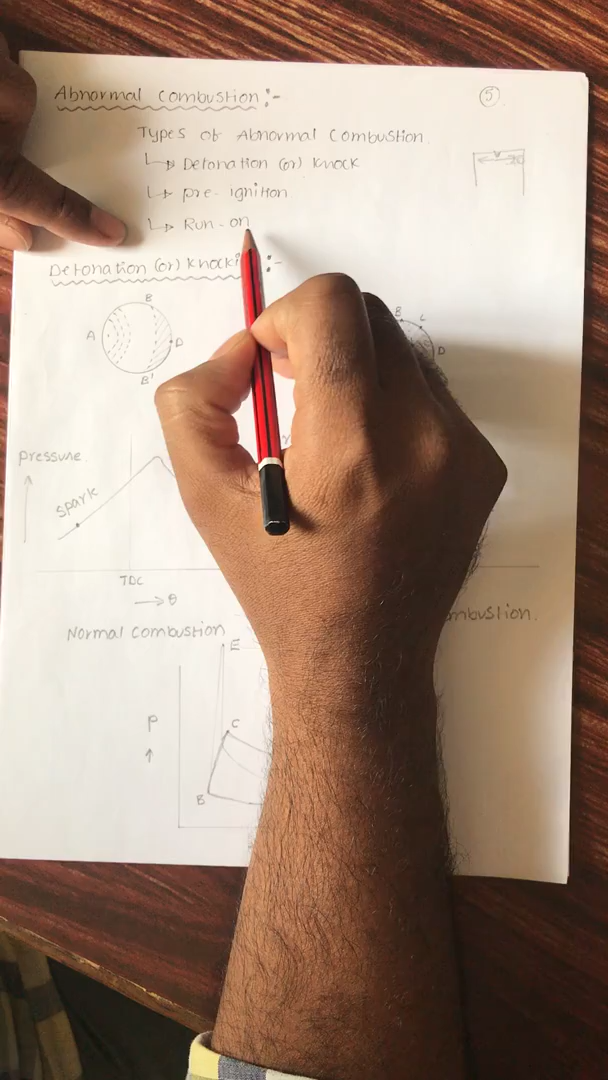 Abnormal combustion :-
5
Types of Abnormal combustion.
Detonation (or) knock
pre-ignition
Run-on
Detonation (or) knocki :-
B
A
D
B'
B
C
D
pressure
spark
TDC
θ
Normal combustion
mbustion.
E
P
C
B